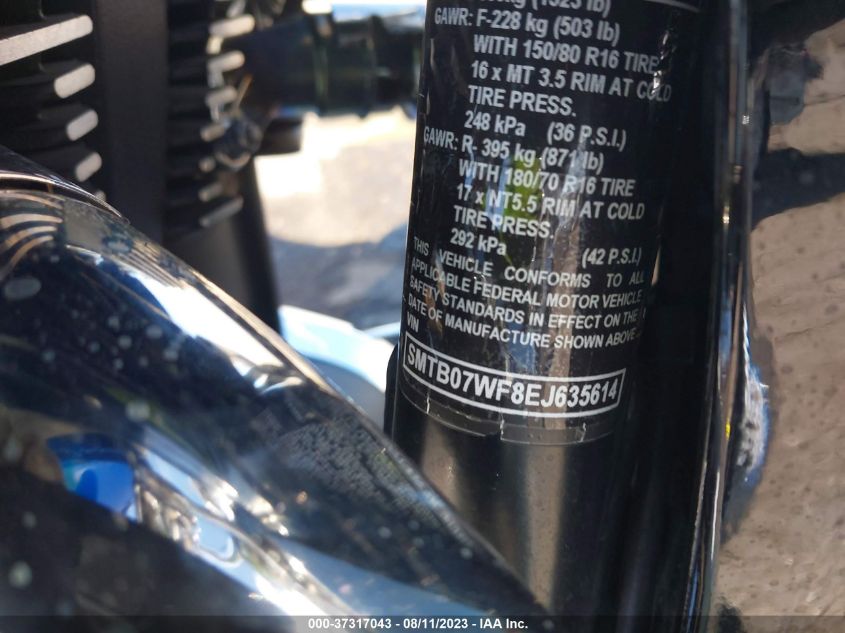 (1323 lb)
GAWR: F-228 kg (503 lb)
WITH 150/80 R16 TIRE
16 x MT 3.5 RIM AT COLD
TIRE PRESS.
248 kPa (36 P.S.I.)
GAWR: R- 395 kg (871 lb)
WITH 180/70 R16 TIRE
17 x NT5.5 RIM AT COLD
TIRE PRESS.
292 kPa (42 P.S.I.)
THIS VEHICLE CONFORMS TO ALL
APPLICABLE FEDERAL MOTOR VEHICLE
SAFETY STANDARDS IN EFFECT ON THE
DATE OF MANUFACTURE SHOWN ABOVE
VIN
SMTB07WF8EJ635614
000-37317043 - 08/11/2023 - IAA Inc.